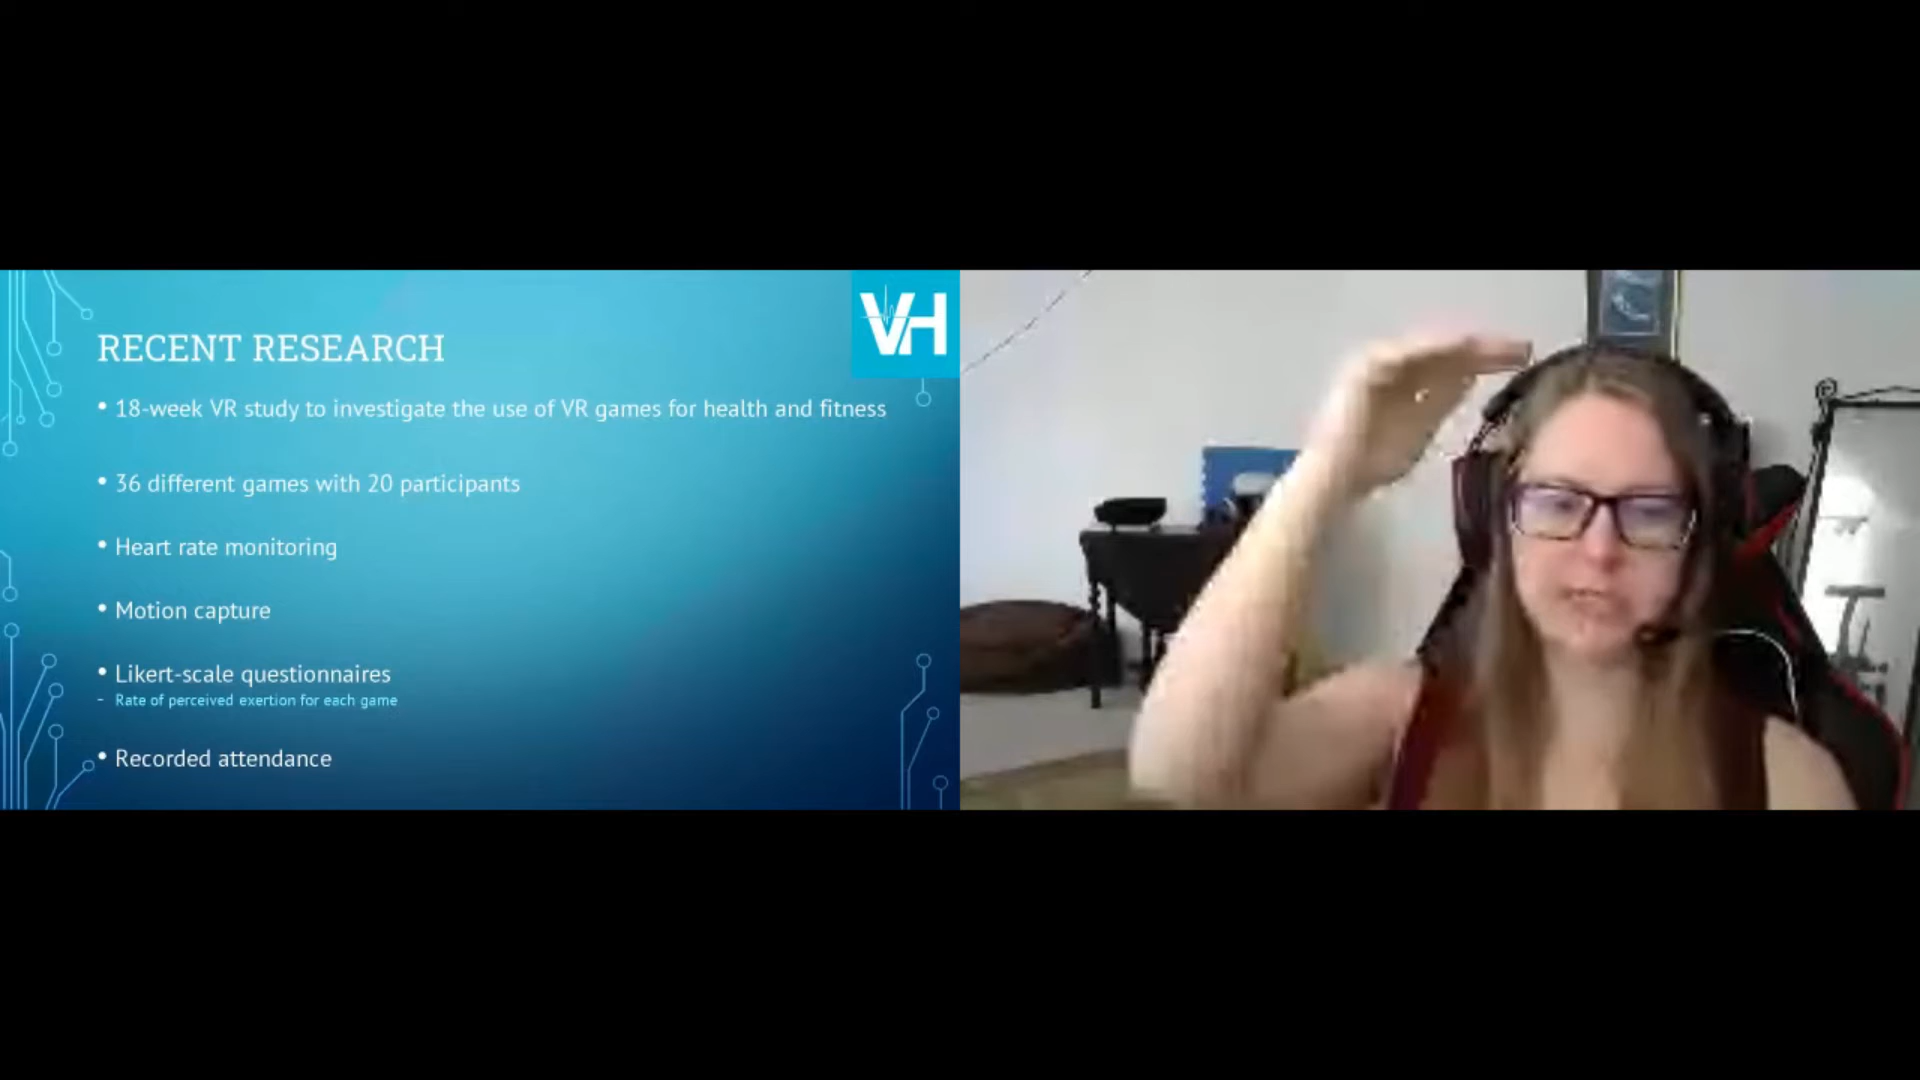 VH
RECENT RESEARCH
• 18-week VR study to investigate the use of VR games for health and fitness
• 36 different games with 20 participants
• Heart rate monitoring
• Motion capture
• Likert-scale questionnaires
- Rate of perceived exertion for each game
• Recorded attendance